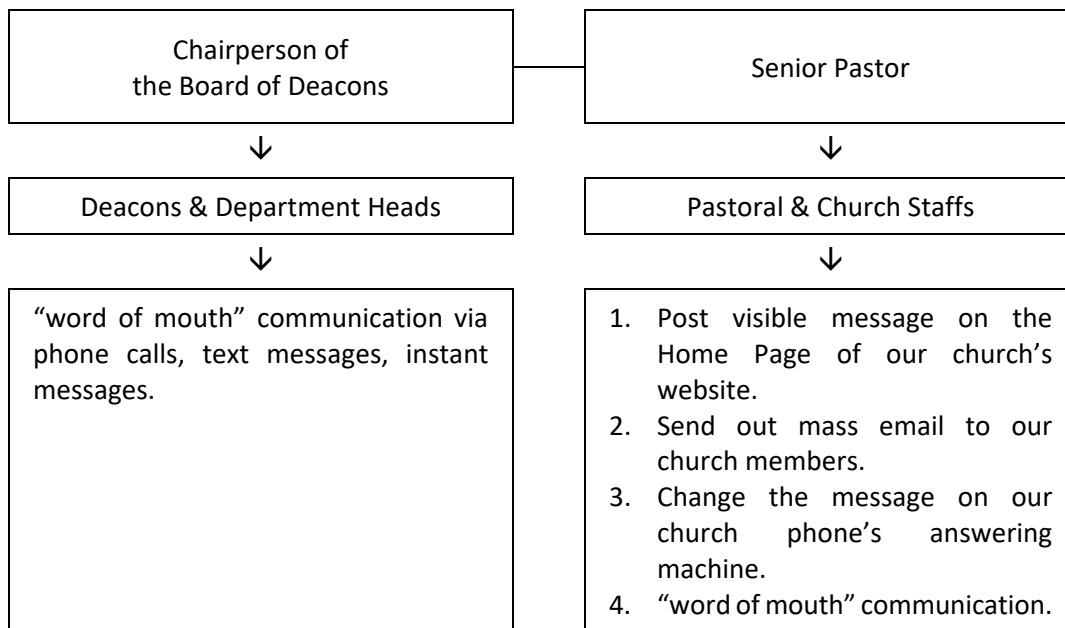 Chairperson of
the Board of Deacons
Senior Pastor
↓
↓
Deacons & Department Heads
Pastoral & Church Staffs
↓
↓
“word of mouth” communication via
phone calls, text messages, instant
messages.
1. Post visible message on the
Home Page of our church’s
website.
2. Send out mass email to our
church members.
3. Change the message on our
church phone’s answering
machine.
4. “word of mouth” communication.